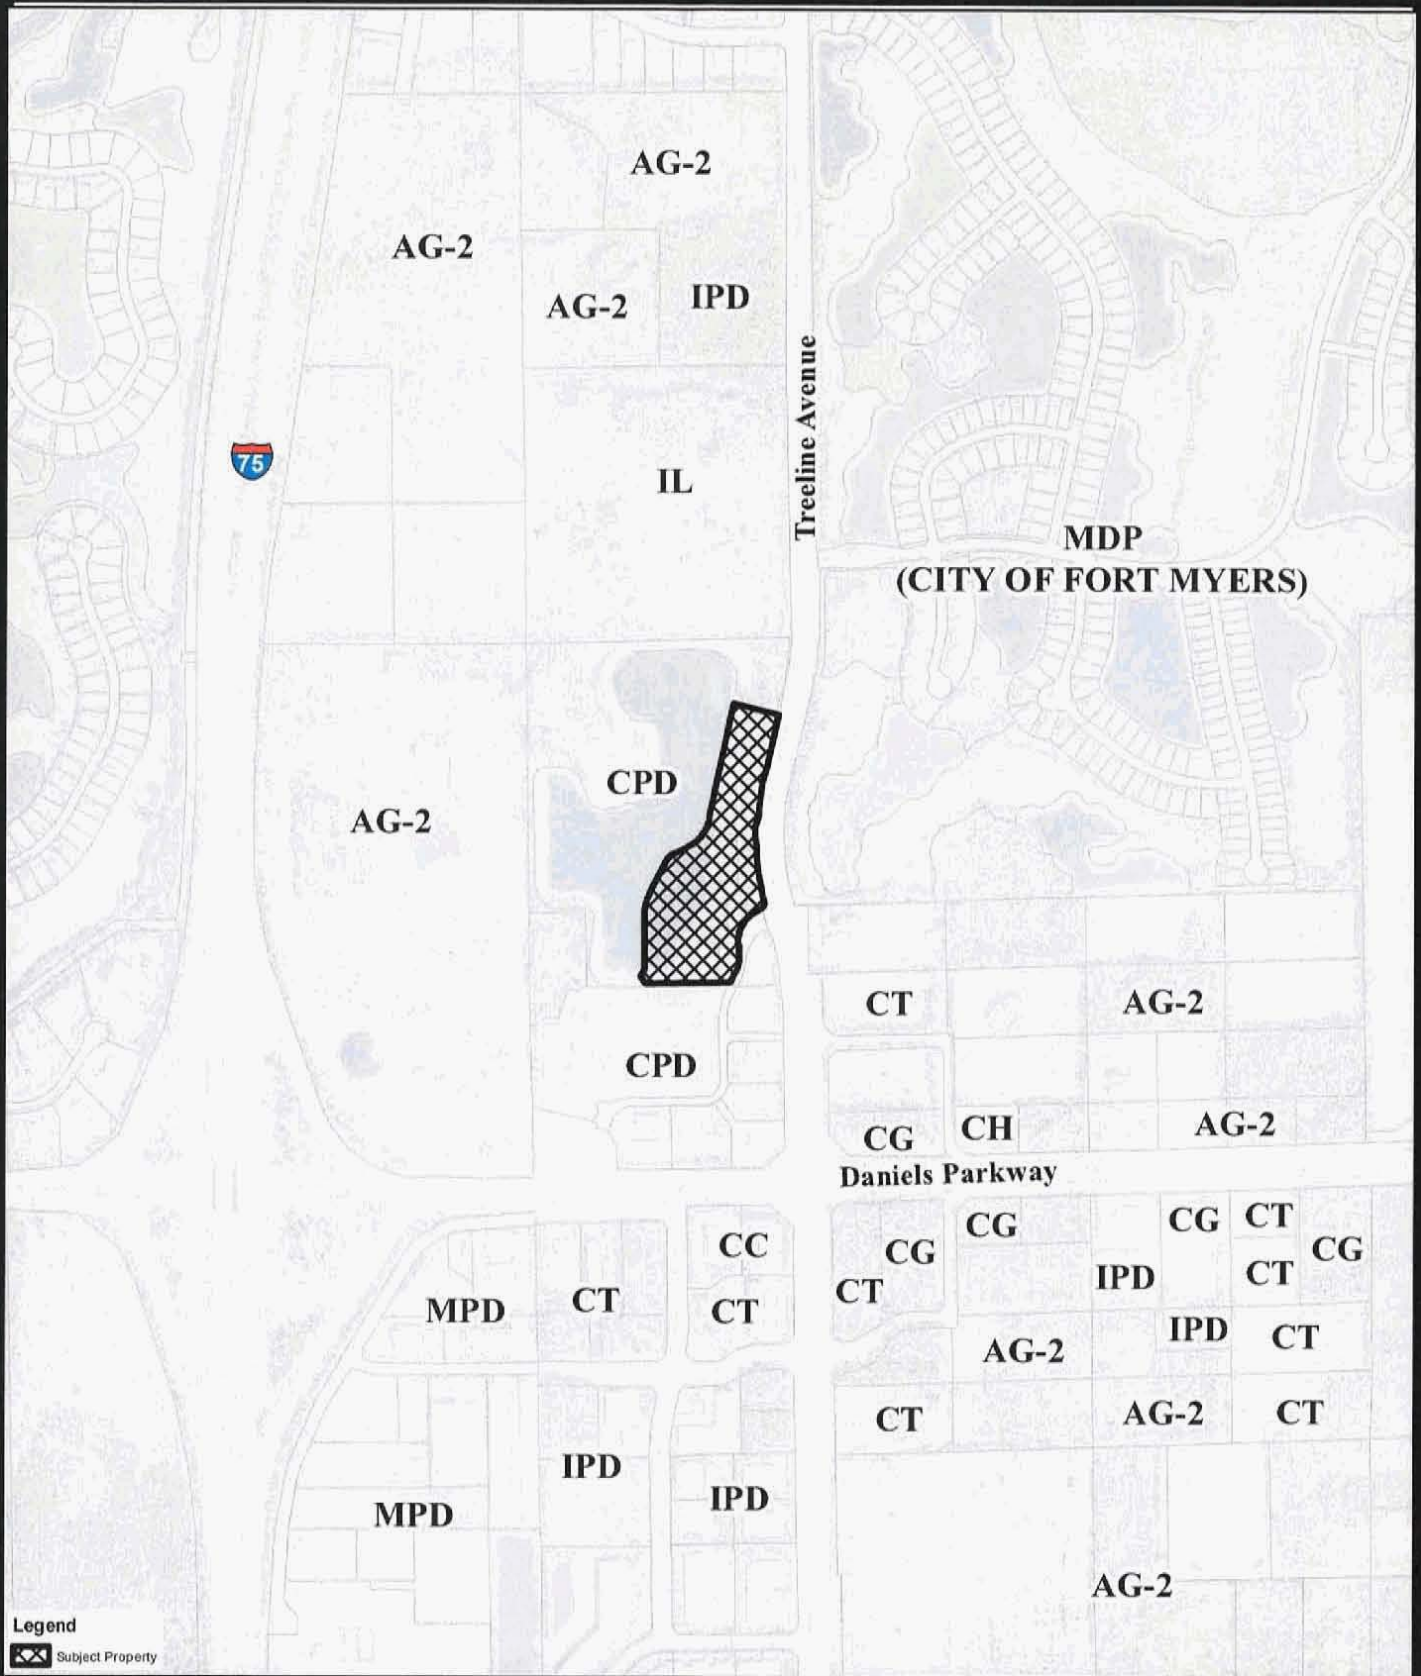 AG-2
AG-2
AG-2
IPD
Treeline Avenue
75
IL
MDP
(CITY OF FORT MYERS)
CPD
AG-2
CT
AG-2
CPD
CG
CH
AG-2
Daniels Parkway
CC
CG
CG
CG
CT
CG
CT
IPD
CT
MPD
CT
CT
IPD
CT
AG-2
CT
AG-2
CT
IPD
IPD
MPD
AG-2
Legend
Subject Property